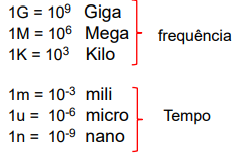 1G = 10⁹ Giga
1M = 10⁶ Mega
1K = 10³ Kilo
frequência
1m = 10⁻³ mili
1u = 10⁻⁶ micro
1n = 10⁻⁹ nano
Tempo